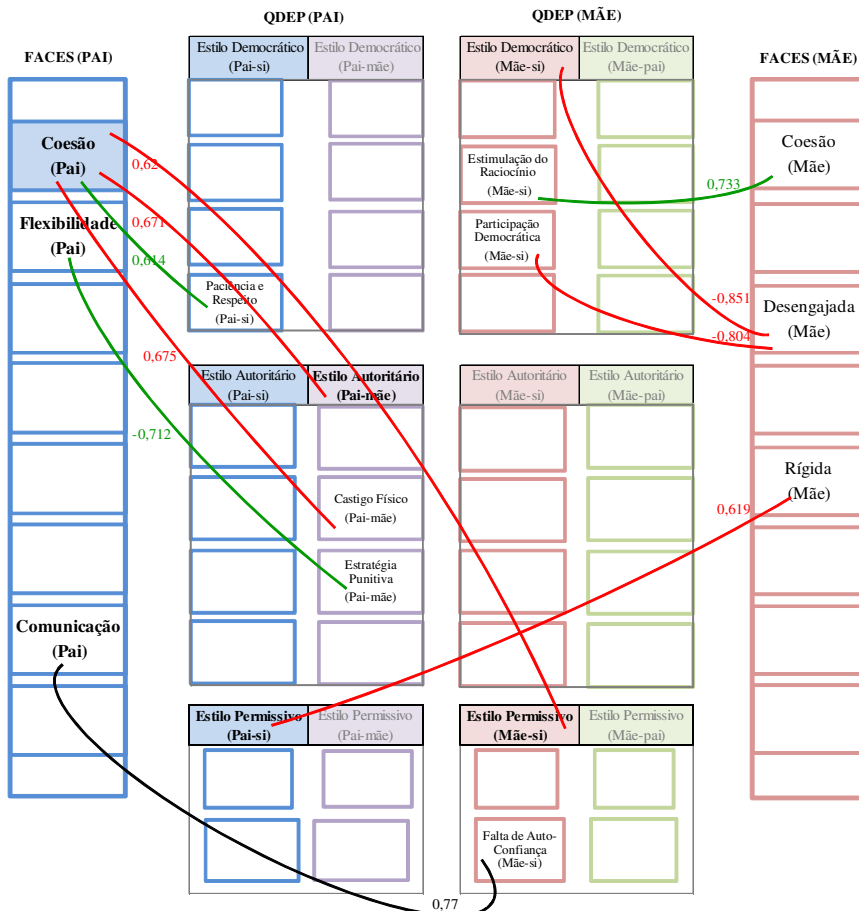 QDEP (PAI)
QDEP (MÃE)
FACES (PAI)
FACES (MÃE)
Estilo Democrático
(Pai-si)
Estilo Democrático
(Pai-mãe)
Estilo Democrático
(Mãe-si)
Estilo Democrático
(Mãe-pai)
Coesão
(Pai)
0,62
Estimulação do
Raciocínio
(Mãe-si)
0,733
Coesão
(Mãe)
Flexibilidade
(Pai)
0,671
0,614
Participação
Democrática
(Mãe-si)
Paciência e
Respeito
(Pai-si)
-0,851
-0,804
Desengajada
(Mãe)
0,675
Estilo Autoritário
(Pai-si)
Estilo Autoritário
(Pai-mãe)
Estilo Autoritário
(Mãe-si)
Estilo Autoritário
(Mãe-pai)
-0,712
Castigo Físico
(Pai-mãe)
0,619
Rígida
(Mãe)
Estratégia
Punitiva
(Pai-mãe)
Comunicação
(Pai)
Estilo Permissivo
(Pai-si)
Estilo Permissivo
(Pai-mãe)
Estilo Permissivo
(Mãe-si)
Estilo Permissivo
(Mãe-pai)
Falta de Auto-
Confiança
(Mãe-si)
0,77